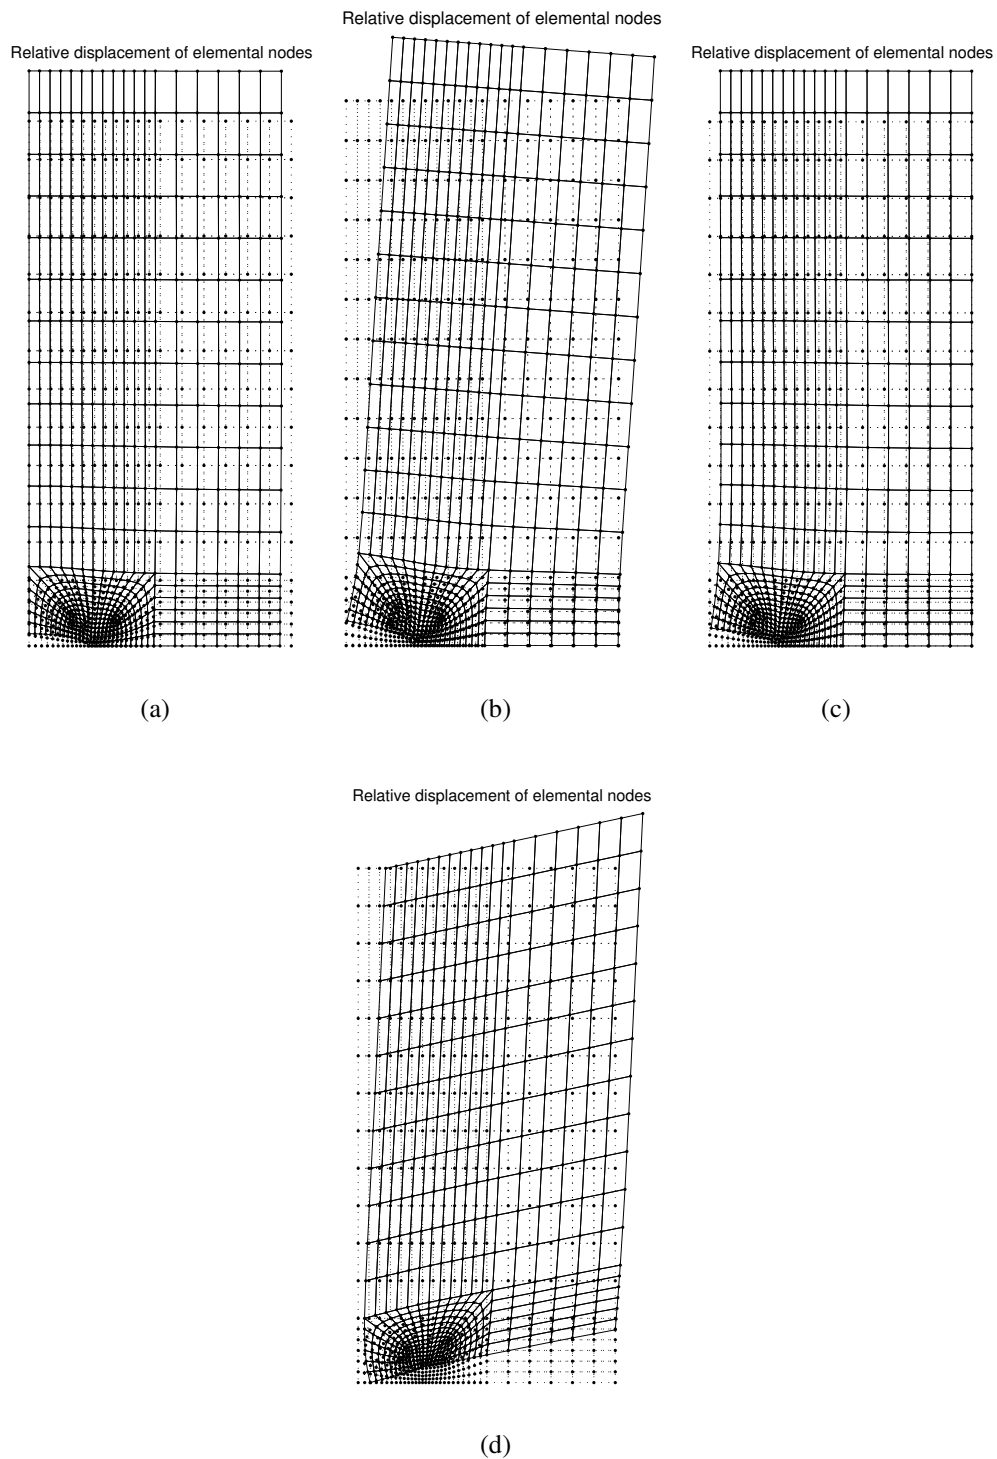 Relative displacement of elemental nodes
Relative displacement of elemental nodes
Relative displacement of elemental nodes
(a)
(b)
(c)
Relative displacement of elemental nodes
(d)